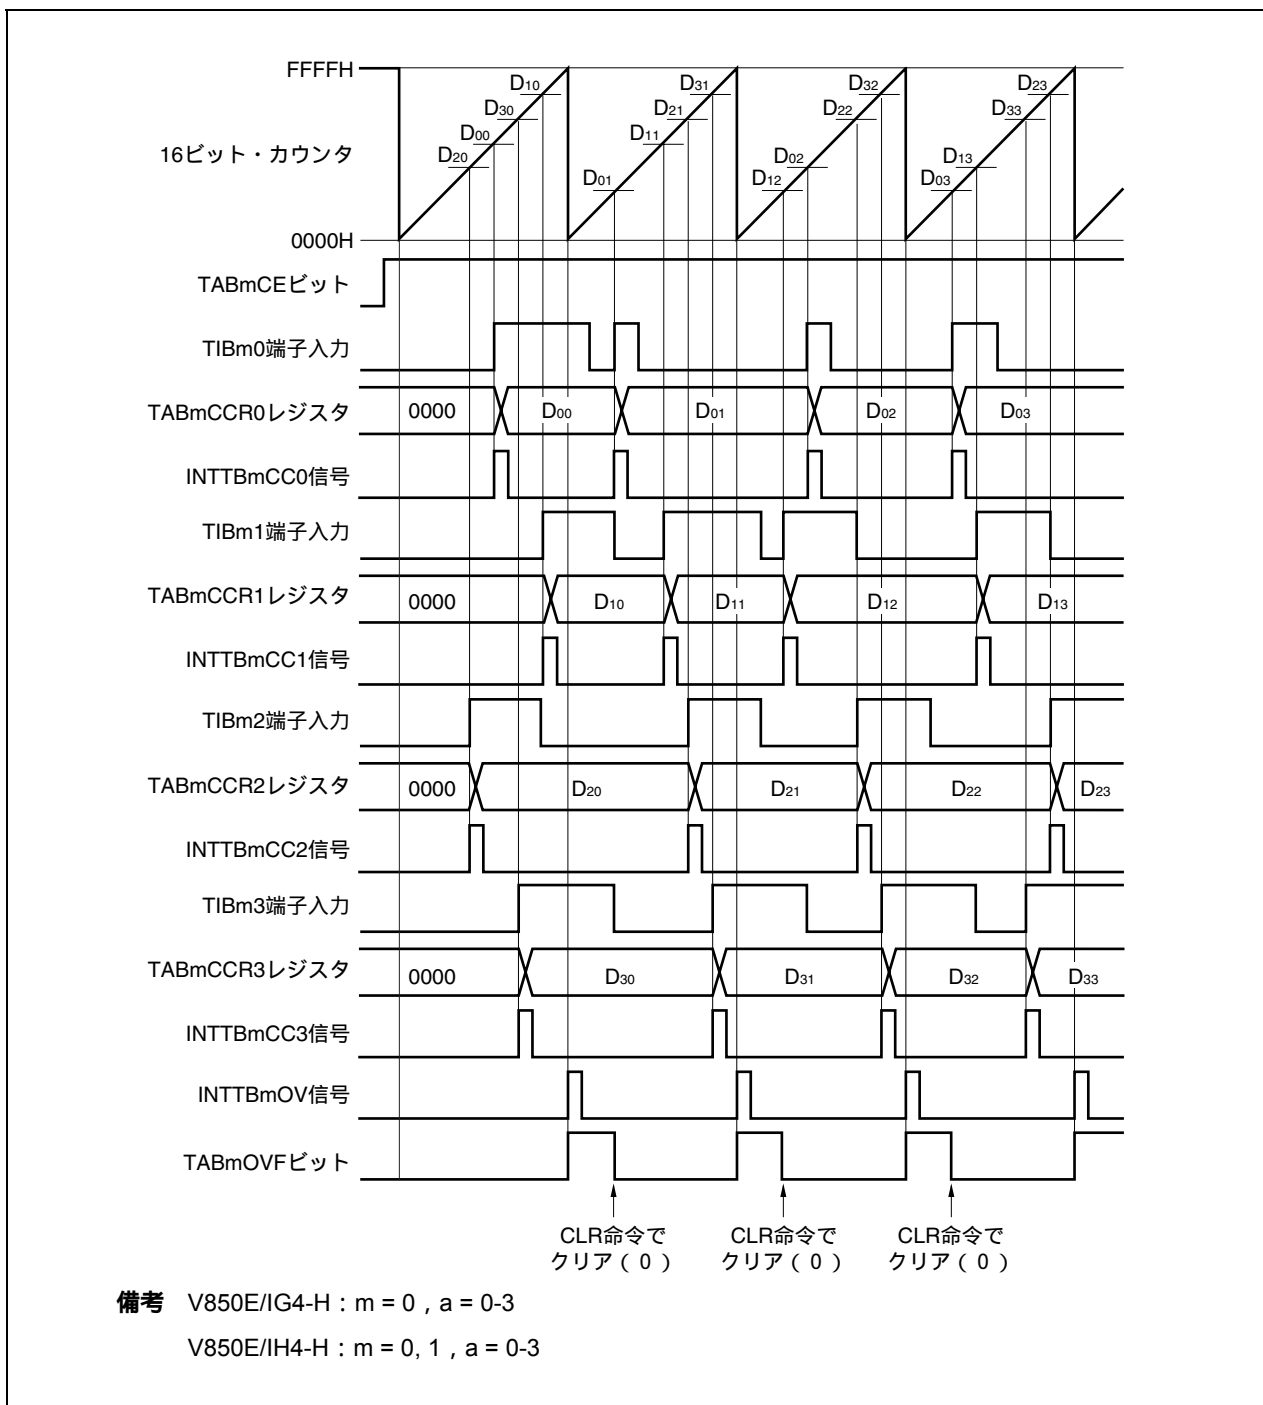 FFFFH
D10
D31
D32
D23
D30
D21
D22
D33
D00
D11
16ビット・カウンタ
D20
D02
D13
D01
D12
D03
0000H
TABmCEビット
TIBm0端子入力
TABmCCR0レジスタ 0000 D00 D01 D02 D03
INTTBmCC0信号
TIBm1端子入力
TABmCCR1レジスタ 0000 D10 D11 D12 D13
INTTBmCC1信号
TIBm2端子入力
TABmCCR2レジスタ 0000 D20 D21 D22 D23
INTTBmCC2信号
TIBm3端子入力
TABmCCR3レジスタ 0000 D30 D31 D32 D33
INTTBmCC3信号
INTTBmOV信号
TABmOVFビット
CLR命令で
クリア(0)
CLR命令で
クリア(0)
CLR命令で
クリア(0)
備考 V850E/IG4-H:m = 0,a = 0-3
V850E/IH4-H:m = 0, 1,a = 0-3